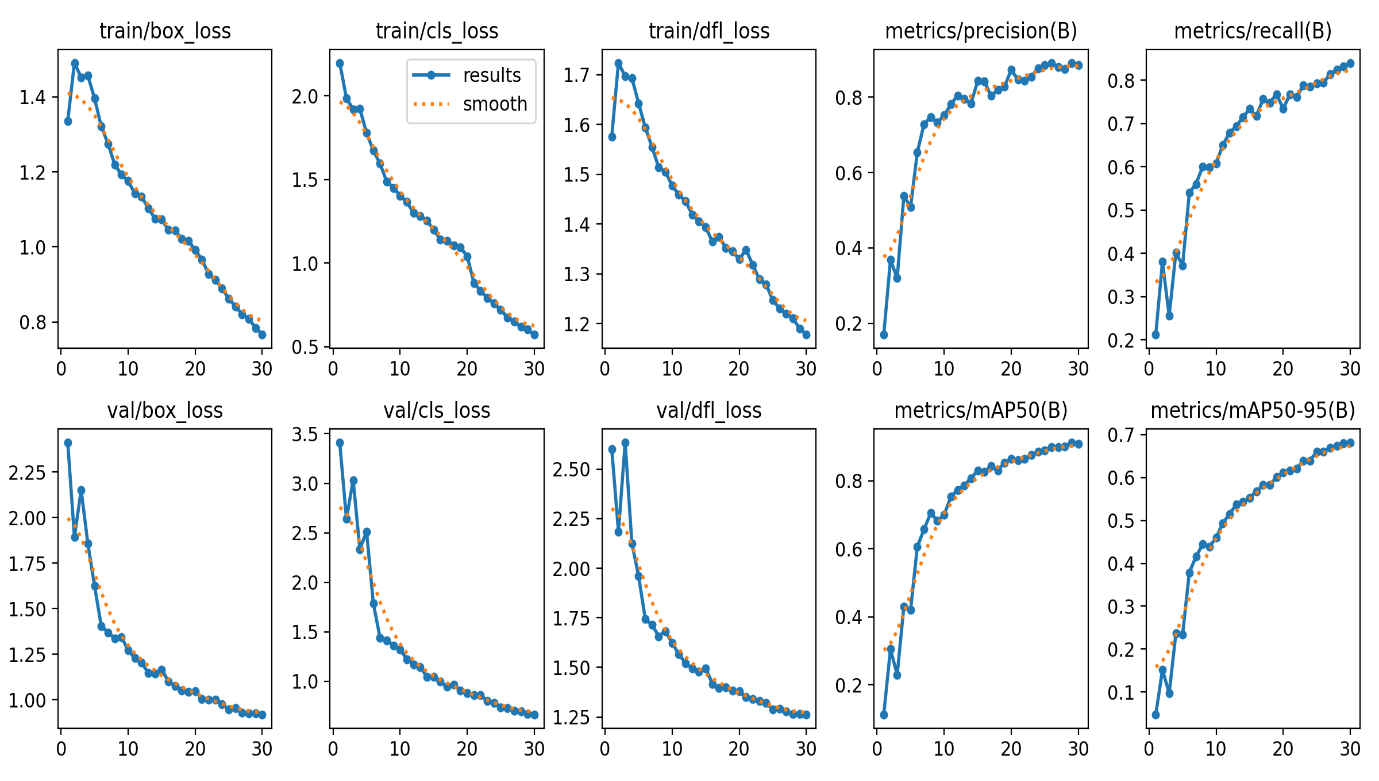 train/box_loss
train/cls_loss
train/dfl_loss
metrics/precision(B)
metrics/recall(B)
1.4
1.2
1.0
0.8
0 10 20 30
2.0
1.5
1.0
0.5
0 10 20 30
results
smooth
1.7
1.6
1.5
1.4
1.3
1.2
0 10 20 30
0.8
0.6
0.4
0.2
0 10 20 30
0.8
0.7
0.6
0.5
0.4
0.3
0.2
0 10 20 30
val/box_loss
val/cls_loss
val/dfl_loss
metrics/mAP50(B)
metrics/mAP50-95(B)
2.25
2.00
1.75
1.50
1.25
1.00
0 10 20 30
3.5
3.0
2.5
2.0
1.5
1.0
0 10 20 30
2.50
2.25
2.00
1.75
1.50
1.25
0 10 20 30
0.8
0.6
0.4
0.2
0 10 20 30
0.7
0.6
0.5
0.4
0.3
0.2
0.1
0 10 20 30